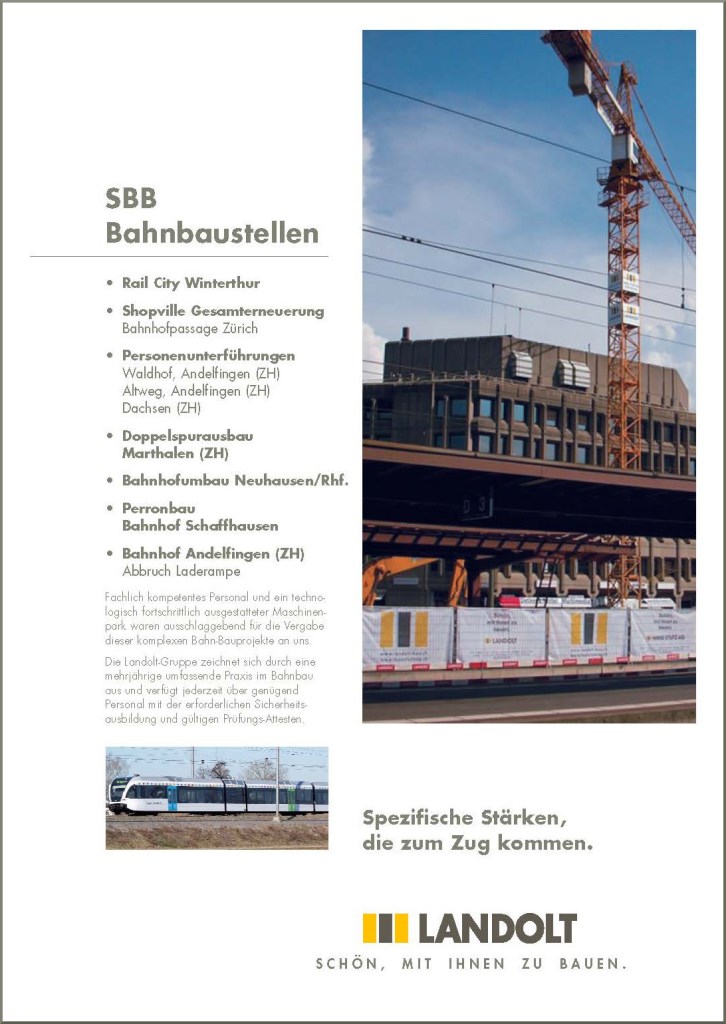 SBB
Bahnbaustellen
• Rail City Winterthur
• Shopville Gesamterneuerung
Bahnhofpassage Zürich
• Personenunterführungen
Waldhof, Andelfingen (ZH)
Altweg, Andelfingen (ZH)
Dachsen (ZH)
• Doppelspurausbau
Marthalen (ZH)
• Bahnhofumbau Neuhausen/Rhf.
• Perronbau
Bahnhof Schaffhausen
• Bahnhof Andelfingen (ZH)
Abbruch Laderampe
Fachlich kompetentes Personal und ein techno-
logisch fortschrittlich ausgestatteter Maschinen-
park waren ausschlaggebend für die Vergabe
dieser komplexen Bahn-Bauprojekte an uns.
Die Landolt-Gruppe zeichnet sich durch eine
mehrjährige umfassende Praxis im Bahnbau
aus und verfügt jederzeit über genügend
Personal mit der erforderlichen Sicherheits-
ausbildung und gültigen Prüfungs-Attesten.
D 3
LANDOLT
Spezifische Stärken,
die zum Zug kommen.
LANDOLT
SCHÖN, MIT IHNEN ZU BAUEN.